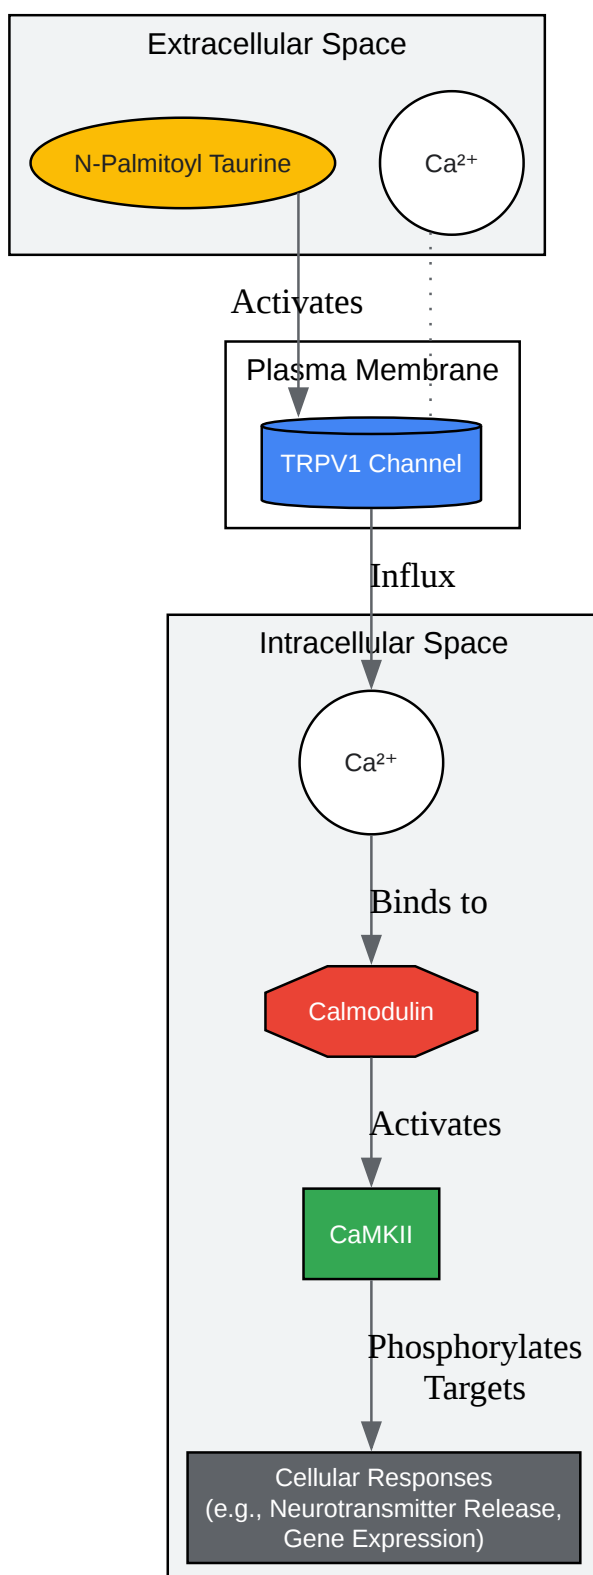 Extracellular Space
N-Palmitoyl Taurine
Ca²⁺
Activates
Plasma Membrane
TRPV1 Channel
Influx
Intracellular Space
Ca²⁺
Binds to
Calmodulin
Activates
CaMKII
Phosphorylates
Targets
Cellular Responses
(e.g., Neurotransmitter Release,
Gene Expression)